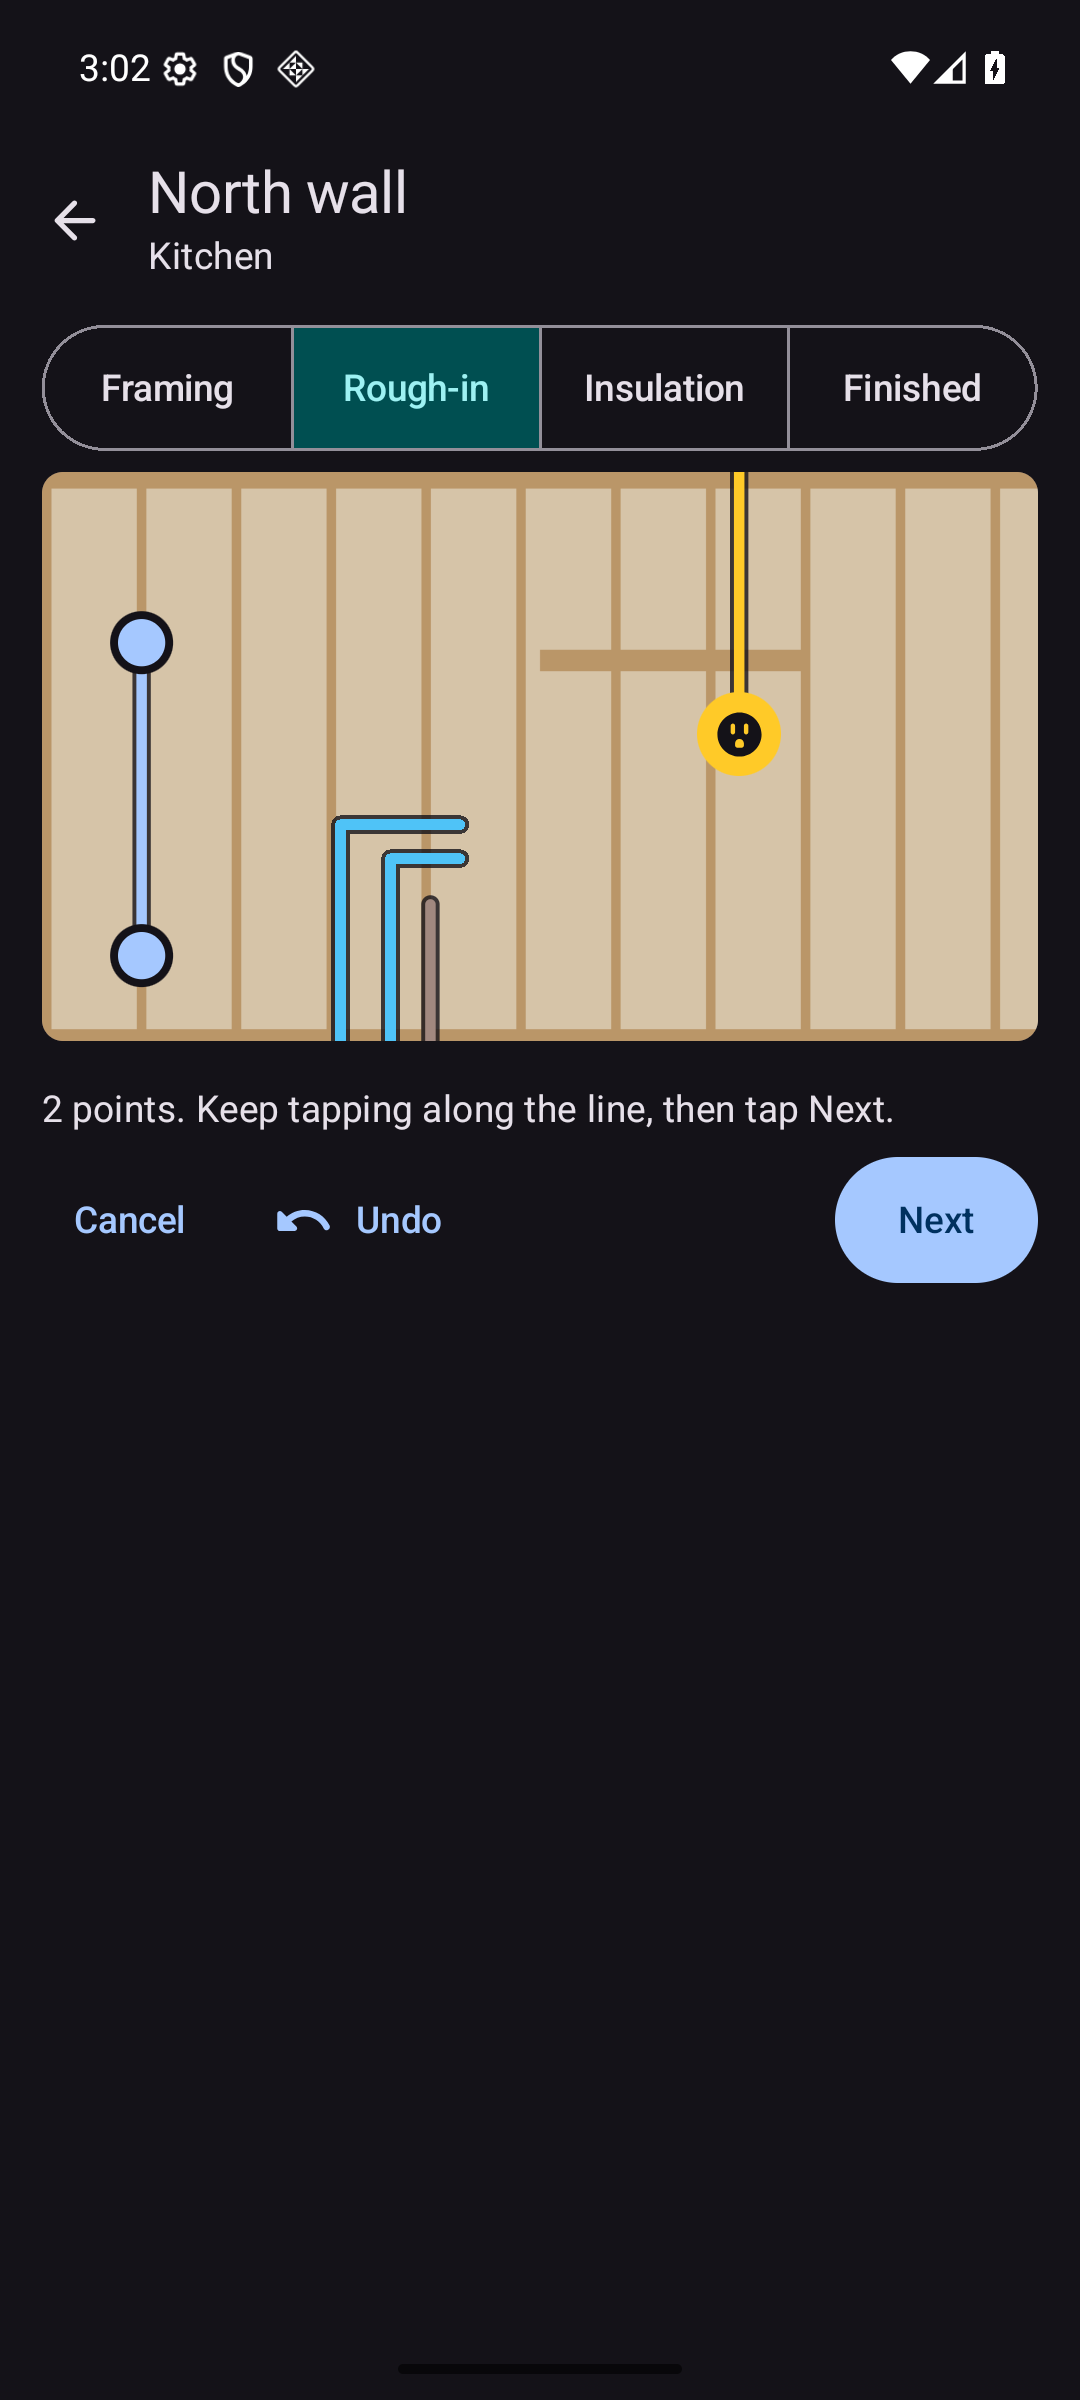 3:02
North wall
Kitchen
Framing
Rough-in
Insulation
Finished
2 points. Keep tapping along the line, then tap Next.
Cancel
Undo
Next